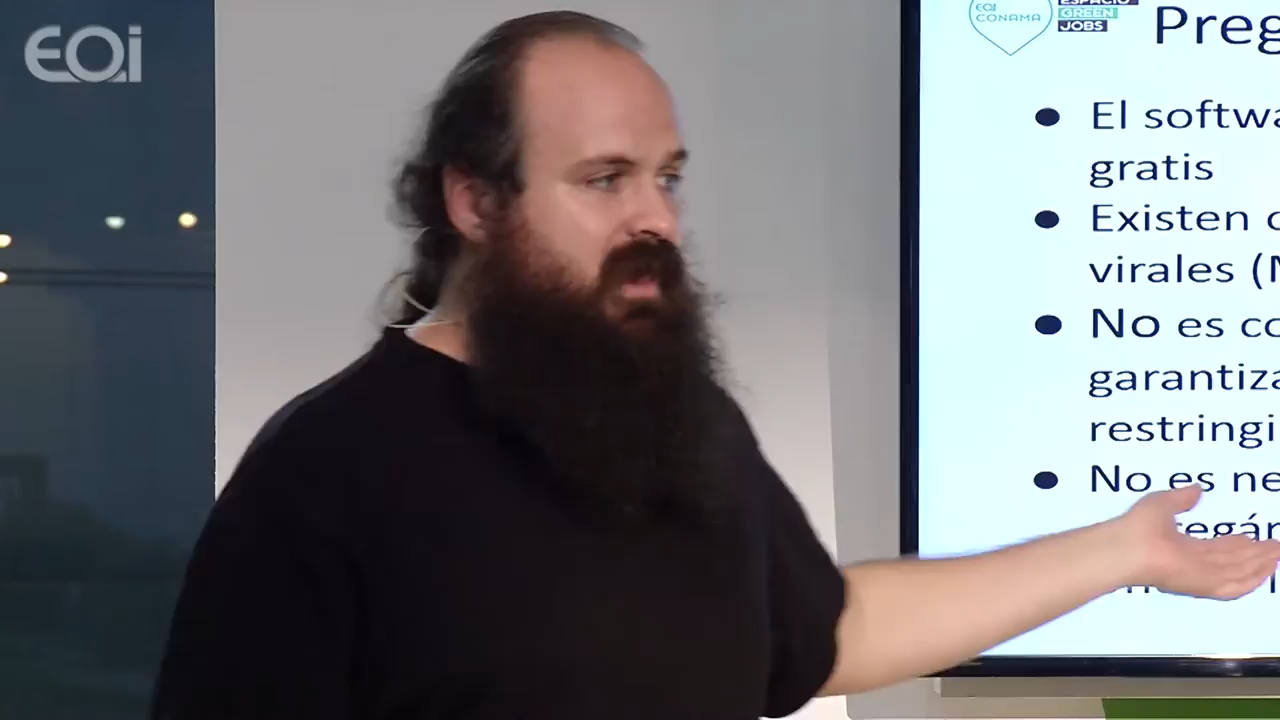 EOi
EOI
CONAMA
ESPACIO
GREEN
JOBS
Preg
● El softwa
gratis
● Existen c
virales (
● No es co
garantiza
restringi
● No es ne